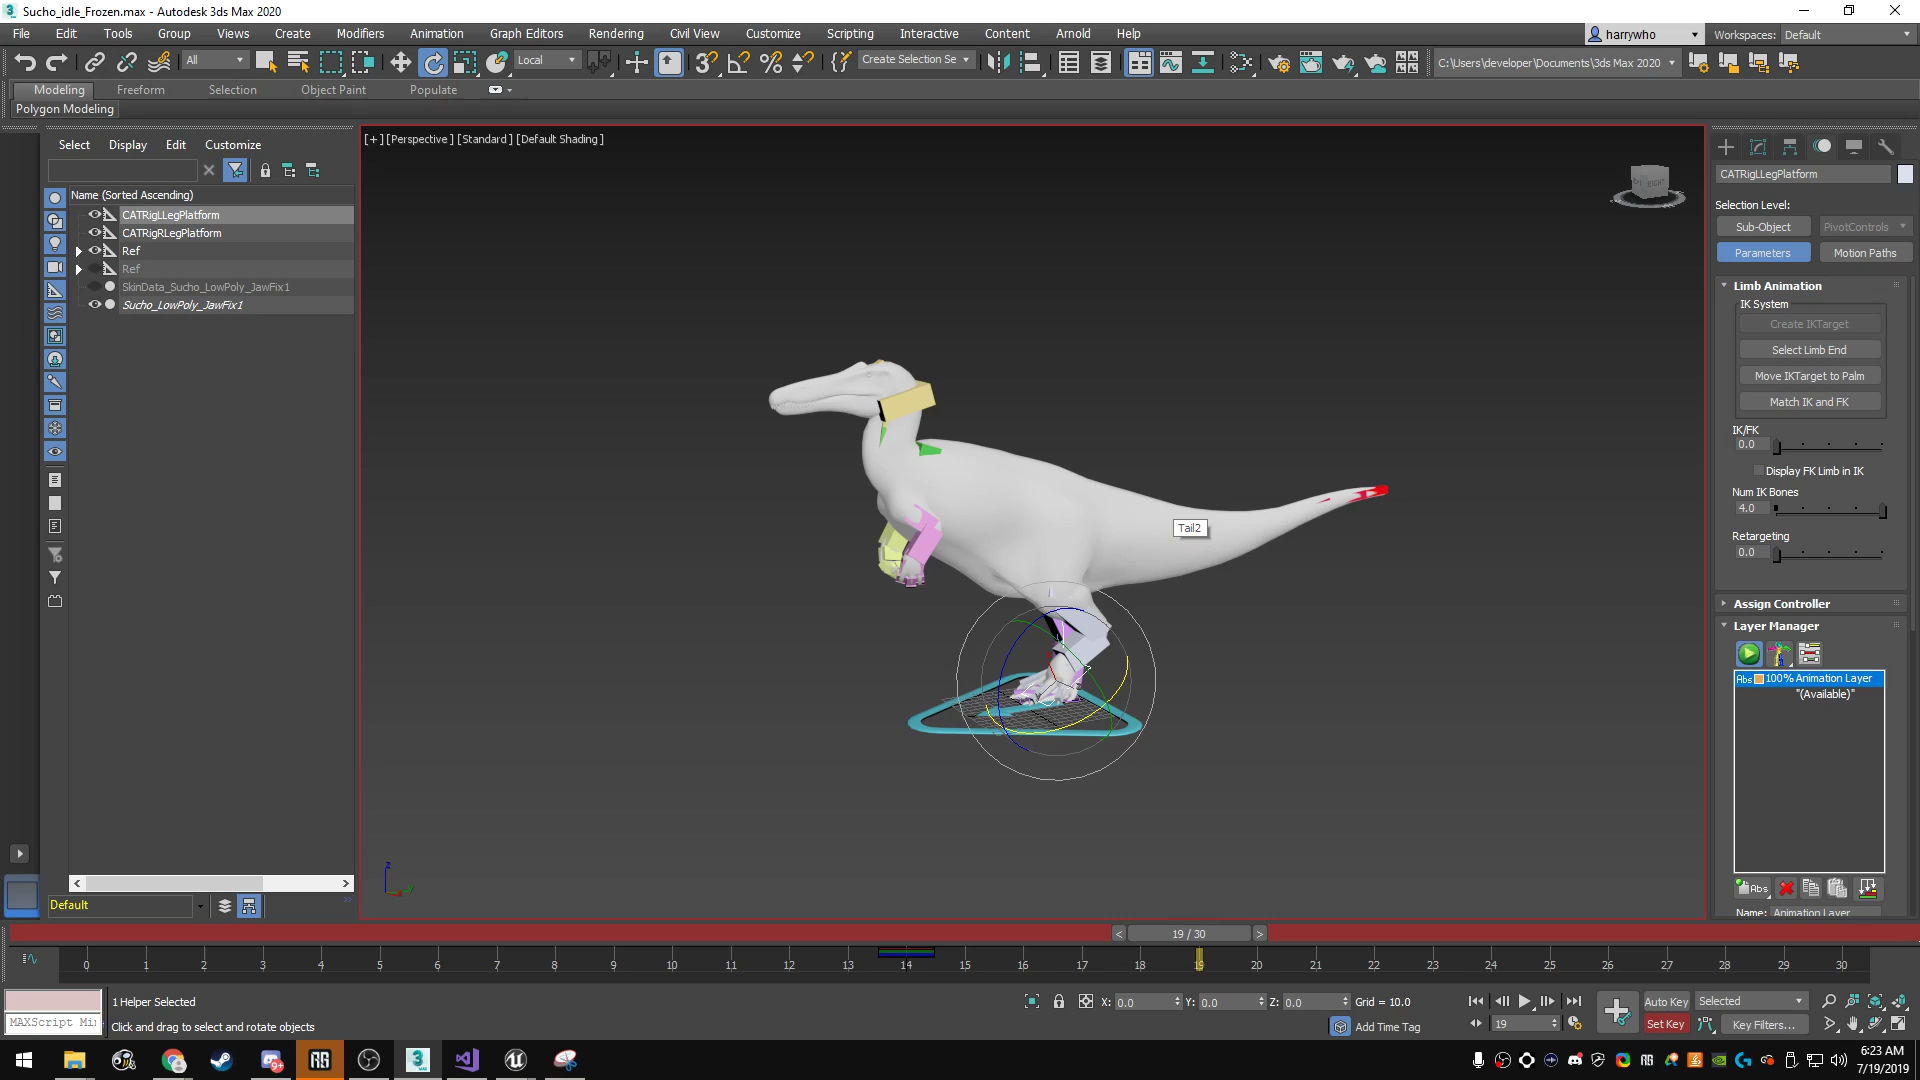 Sucho_idle_Frozen.max - Autodesk 3ds Max 2020
File Edit Tools Group Views Create Modifiers Animation Graph Editors Rendering Civil View Customize Scripting Interactive Content Arnold Help
harrywho
Workspaces: Default
All
Local
Create Selection Se
C:\Users\developer\Documents\3ds Max 2020
Modeling Freeform Selection Object Paint Populate
Polygon Modeling
Select Display Edit Customize
Name (Sorted Ascending)
CATRigLLegPlatform
CATRigRLegPlatform
Ref
Ref
SkinData_Sucho_LowPoly_JawFix1
Sucho_LowPoly_JawFix1
Default
[+] [Perspective ] [Standard ] [Default Shading ]
RIGHT
Tail2
z
CATRigLLegPlatform
Selection Level:
Sub-Object PivotControls
Parameters Motion Paths
Limb Animation
IK System
Create IKTarget
Select Limb End
Move IKTarget to Palm
Match IK and FK
IK/FK
0.0
Display FK Limb in IK
Num IK Bones
4.0
Retargeting
0.0
Assign Controller
Layer Manager
Abs 100% Animation Layer
"(Available)"
Abs
Name: Animation Layer
< 19 / 30 >
0 1 2 3 4 5 6 7 8 9 10 11 12 13 14 15 16 17 18 19 20 21 22 23 24 25 26 27 28 29 30
1 Helper Selected
MAXScript Mi
Click and drag to select and rotate objects
X: 0.0 Y: 0.0 Z: 0.0 Grid = 10.0
Add Time Tag
19
Auto Key Selected
Set Key Key Filters...
6:23 AM
7/19/2019